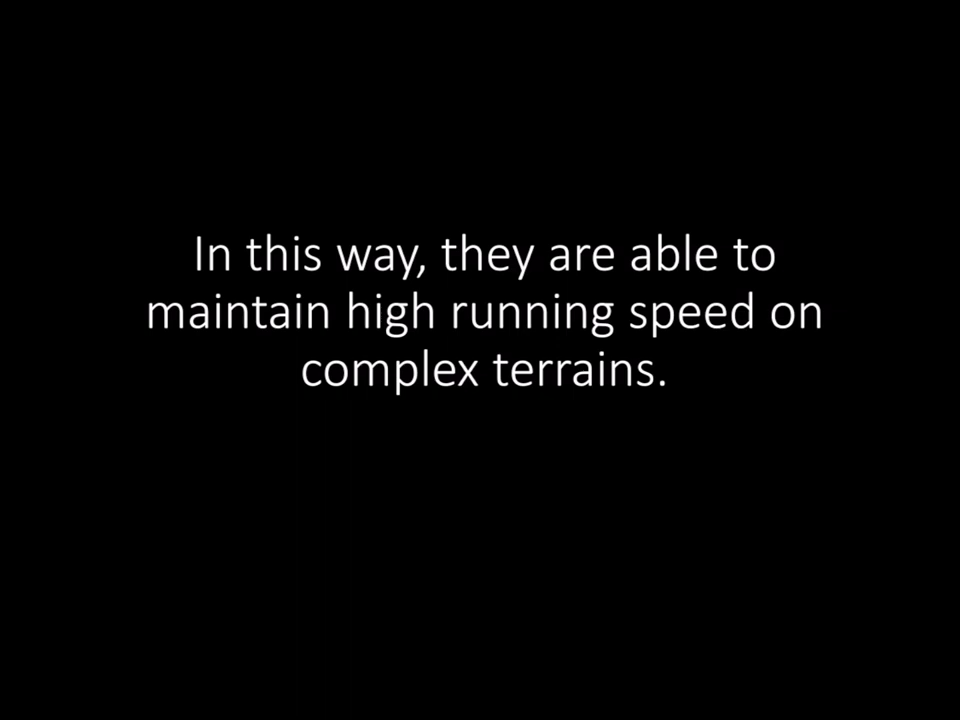 In this way, they are able to
maintain high running speed on
complex terrains.